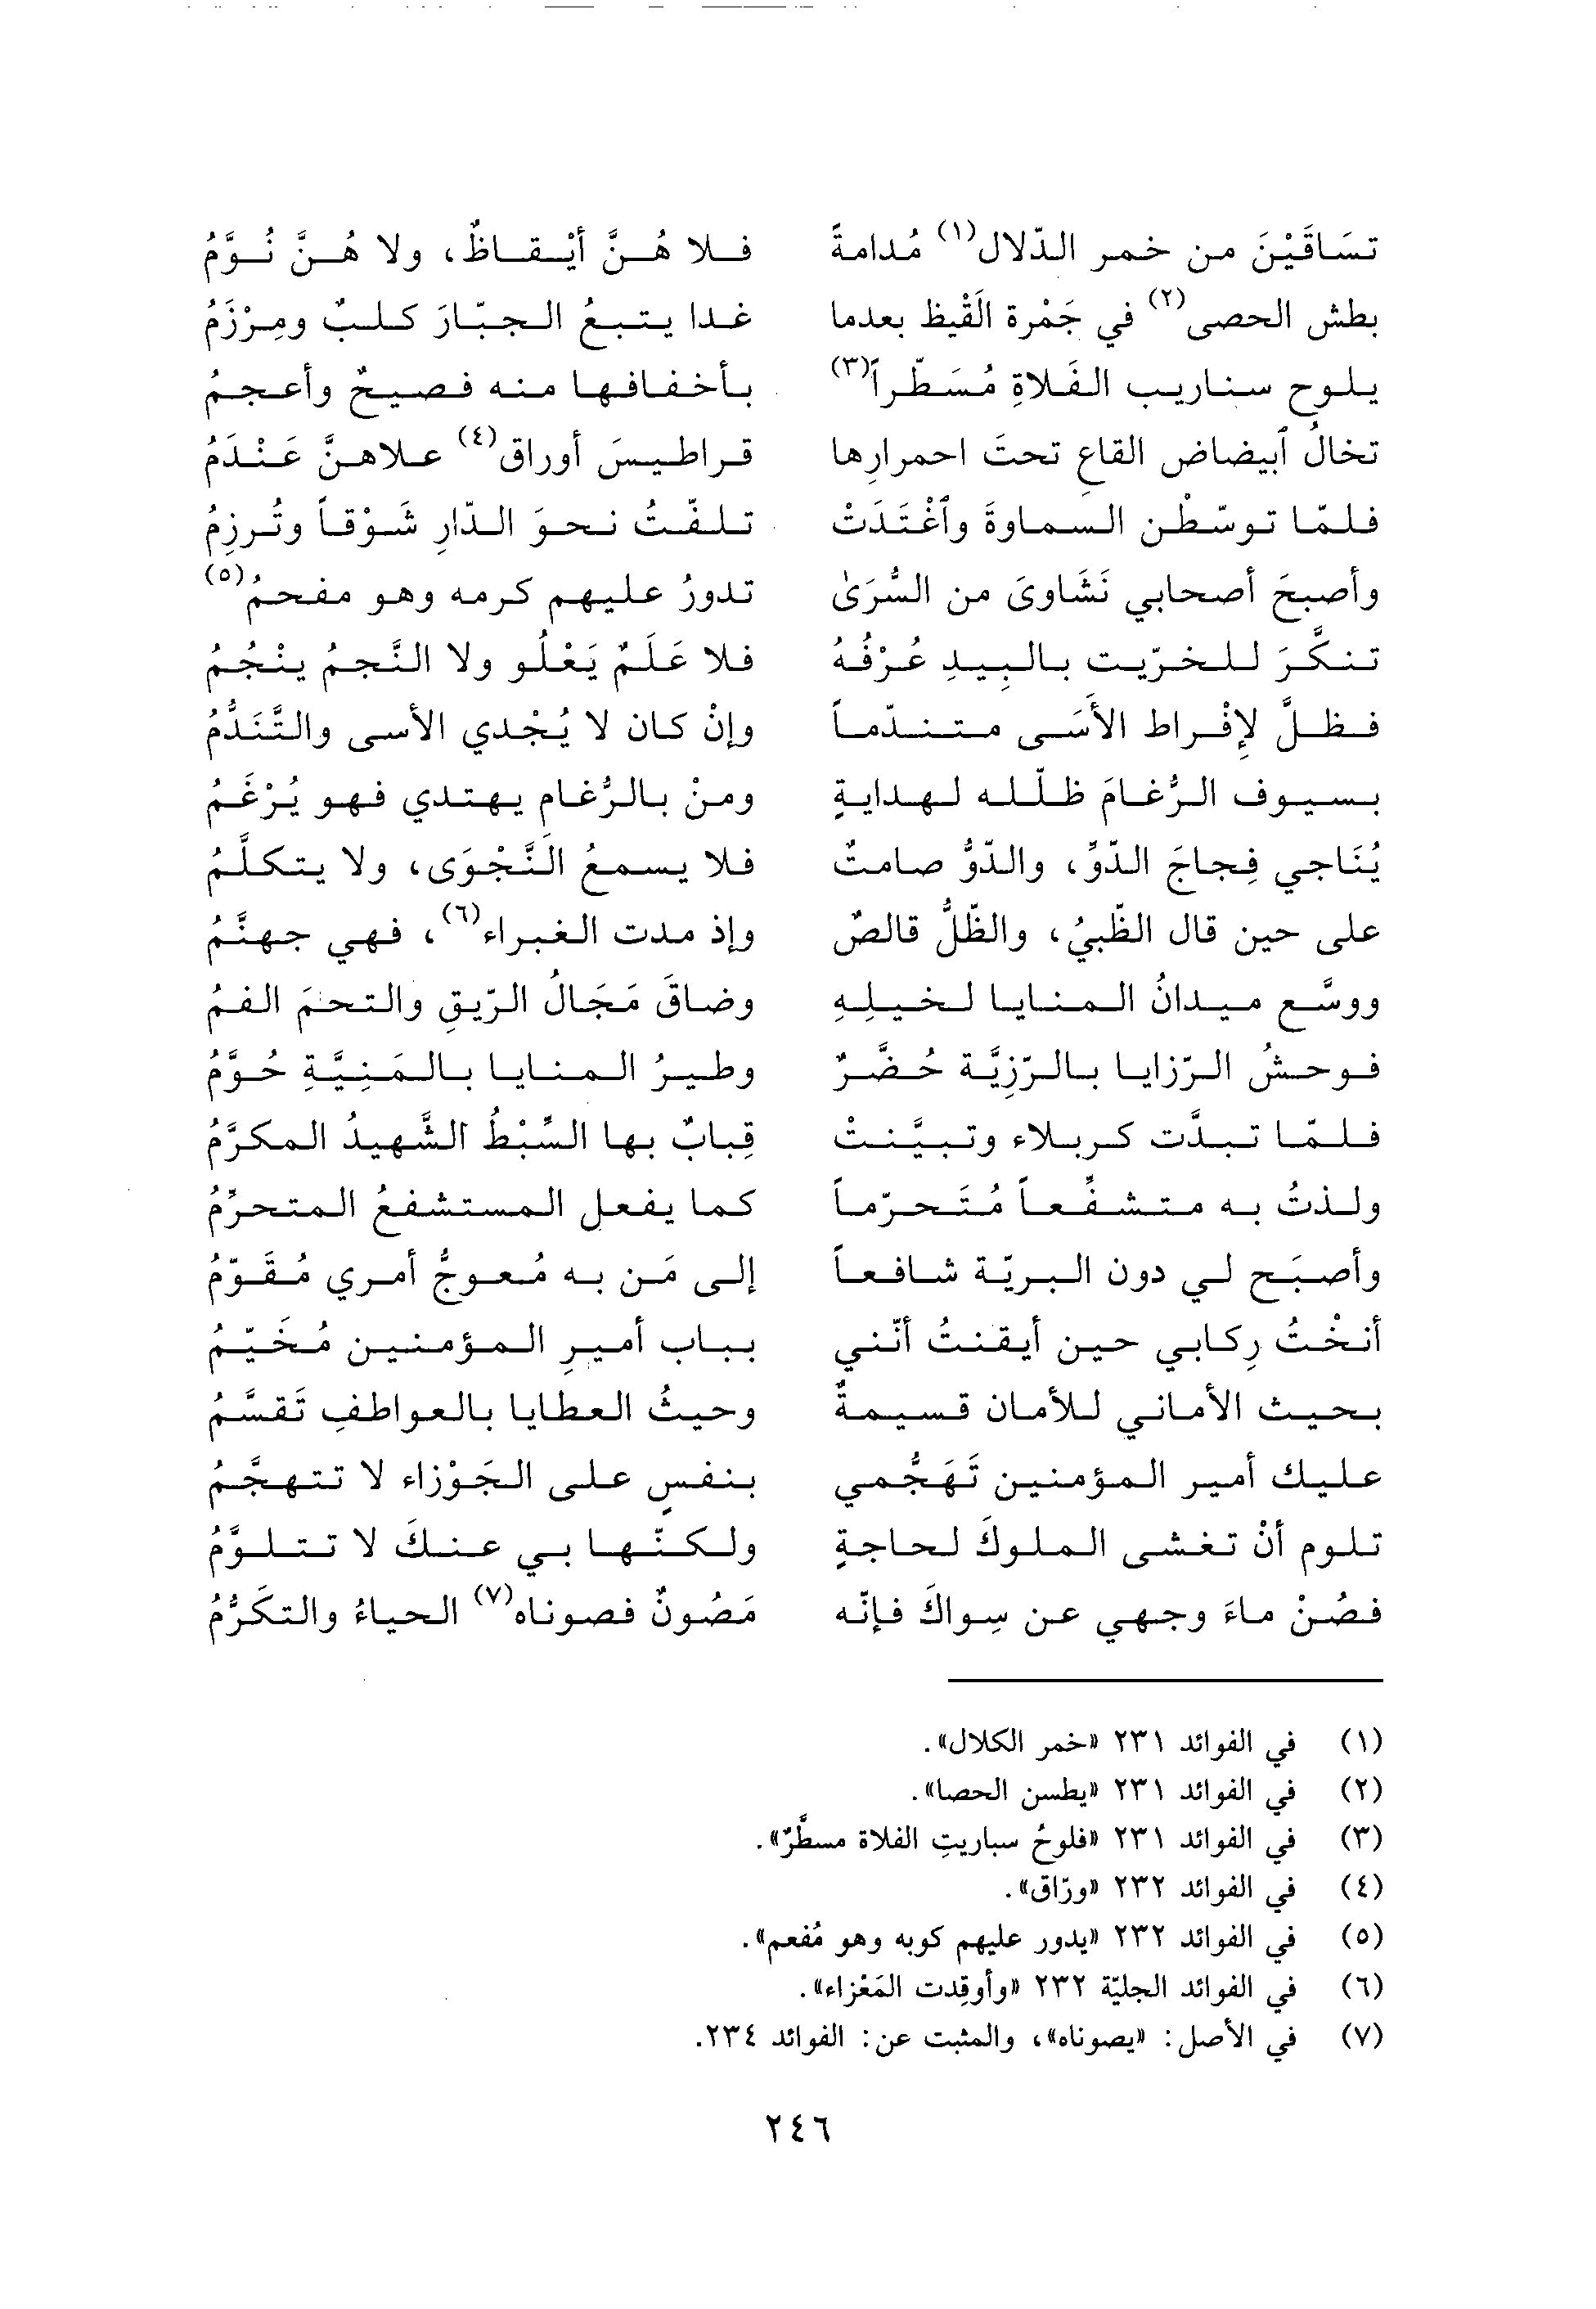 تسَاقَيْنَ من خمر الدّلال(١) مُدامةً فلا هُنَّ أيْقاظٌ، ولا هُنَّ نُوَّمُ
بطش الحصى(٢) في جَمْرة القَيظ بعدما غدا يتبعُ الجبّارَ كلبٌ ومِرْزَمُ
يلوح سناريب الفَلاةِ مُسَطّراً(٣) بأخفافها منه فصيحٌ وأعجمُ
تخالُ ٱبيضاض القاعِ تحتَ احمرارِها قراطيسَ أوراق(٤) علاهنَّ عَنْدَمُ
فلمّا توسّطْن السماوةَ وٱغْتَدَتْ تلفّتُ نحوَ الدّارِ شَوْقاً وتُرزِمُ
وأصبحَ أصحابي نَشَاوىَ من السُّرَىٰ تدورُ عليهم كرمه وهو مفحمُ(٥)
تنكَّرَ للخرّيت بالبِيدِ عُرْفُهُ فلا عَلَمٌ يَعْلُو ولا النَّجمُ ينْجُمُ
فظلَّ لإفْراط الأَسَى متندّماً وإنْ كان لا يُجْدي الأسى والتَّنَدُّمُ
بسيوف الرُّغامَ ظلّله لهدايةٍ ومنْ بالرُّغام يهتدي فهو يُرْغَمُ
يُنَاجي فِجاجَ الدّوِّ، والدّوُّ صامتٌ فلا يسمعُ النَّجْوَى، ولا يتكلَّمُ
على حين قال الظّبيُ، والظّلُّ قالصٌ وإذ مدت الغبراء(٦)، فهي جهنَّمُ
ووسَّع ميدانُ المنايا لخيلِهِ وضاقَ مَجَالُ الرّيقِ والتحمَ الفمُ
فوحشُ الرّزايا بالرّزِيَّة حُضَّرٌ وطيرُ المنايا بالمَنِيَّةِ حُوَّمُ
فلمّا تبدَّت كربلاء وتبيَّنتْ قِبابٌ بها السِّبْطُ الشَّهيدُ المكرَّمُ
ولذتُ به متشفِّعاً مُتَحرّماً كما يفعل المستشفعُ المتحرِّمُ
وأصبَح لي دون البريّة شافعاً إلى مَن به مُعوجُّ أمري مُقَوّمُ
أنخْتُ رِكابي حين أيقنتُ أنّني بباب أميرِ المؤمنين مُخَيّمُ
بحيث الأماني للأمان قسيمةٌ وحيثُ العطايا بالعواطفِ تَقسَّمُ
عليك أمير المؤمنين تَهَجُّمي بنفسٍ على الجَوْزاء لا تتهجَّمُ
تلوم أنْ تغشى الملوكَ لحاجةٍ ولكنّها بي عنكَ لا تتلوَّمُ
فصُنْ ماءَ وجهي عن سِواكَ فإنّه مَصُونٌ فصوناه(٧) الحياءُ والتكَرُّمُ
(١) في الفوائد ٢٣١ «خمر الكلال».
(٢) في الفوائد ٢٣١ «يطسن الحصا».
(٣) في الفوائد ٢٣١ «فلوحُ سباريتِ الفلاة مسطَّرٌ».
(٤) في الفوائد ٢٣٢ «ورّاق».
(٥) في الفوائد ٢٣٢ «يدور عليهم كوبه وهو مُفعم».
(٦) في الفوائد الجليّة ٢٣٢ «وأوقِدت المَعْزاء».
(٧) في الأصل: «يصوناه»، والمثبت عن: الفوائد ٢٣٤.
٢٤٦